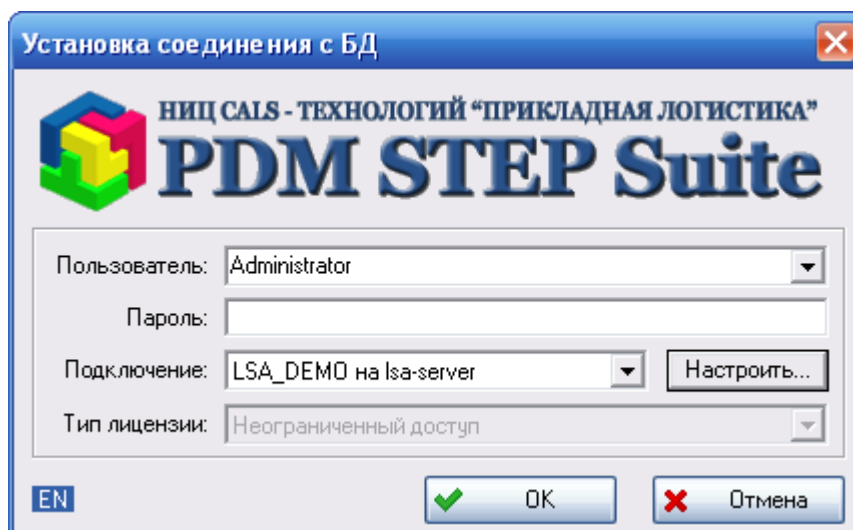 Установка соединения с БД
НИЦ CALS - ТЕХНОЛОГИЙ “ПРИКЛАДНАЯ ЛОГИСТИКА”
PDM STEP Suite
Пользователь: Administrator
Пароль:
Подключение: LSA_DEMO на lsa-server Настроить...
Тип лицензии: Неограниченный доступ
EN OK Отмена